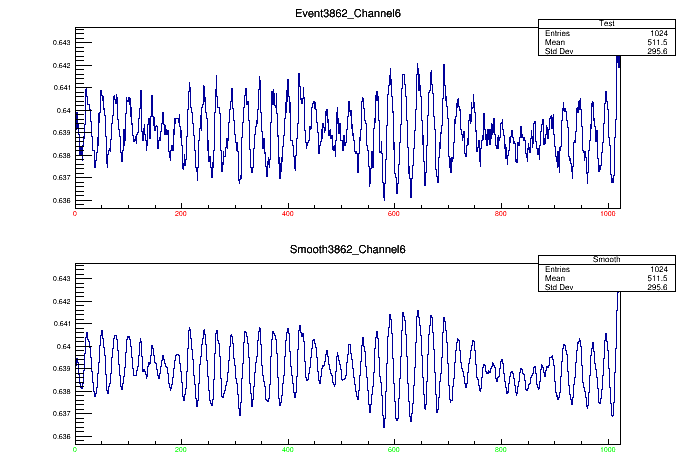 Event3862_Channel6
Test
Entries 1024
Mean 511.5
Std Dev 295.6
0.643
0.642
0.641
0.64
0.639
0.638
0.637
0.636
0 200 400 600 800 1000
Smooth3862_Channel6
Smooth
Entries 1024
Mean 511.5
Std Dev 295.6
0.643
0.642
0.641
0.64
0.639
0.638
0.637
0.636
0 200 400 600 800 1000